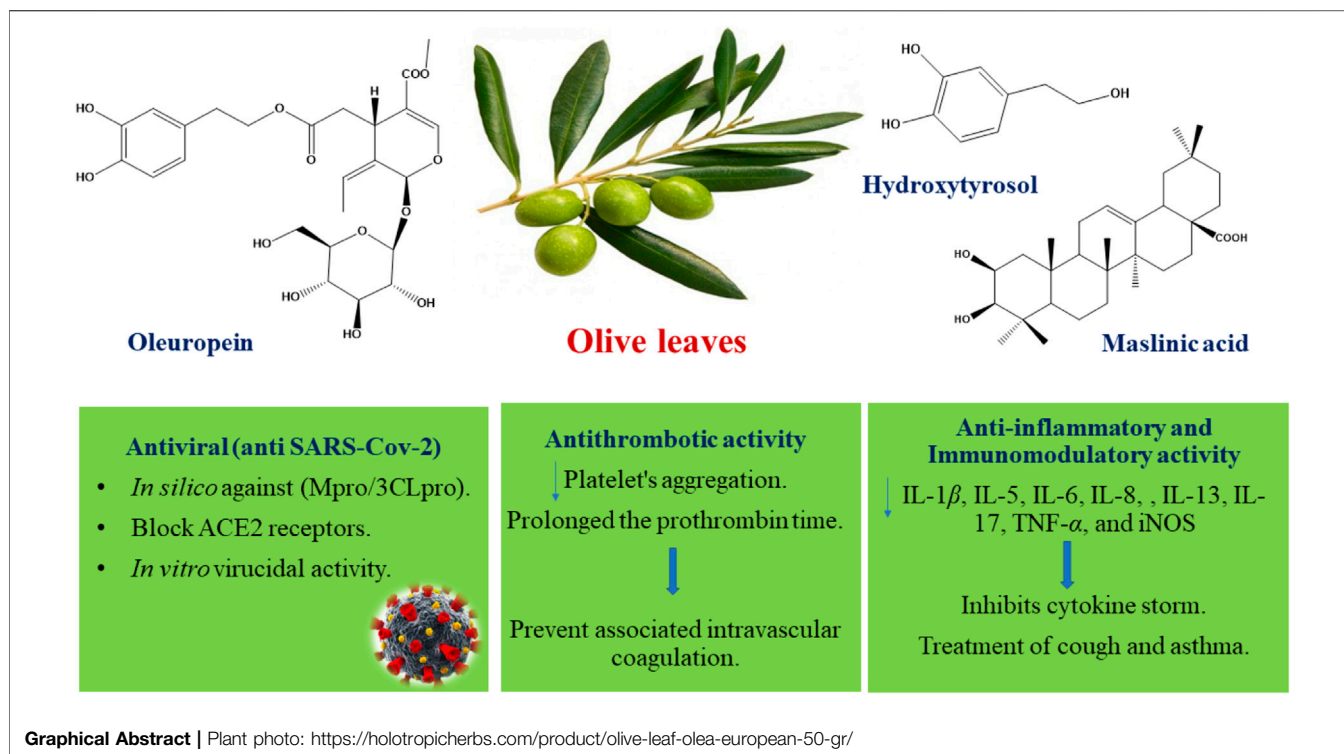 HO
HO
O
O
H
COO
O
O
HO
O
HO
OH
HO
Oleuropein
Olive leaves
HO
HO
OH
Hydroxytyrosol
HO
HO
COOH
Maslinic acid
Antiviral (anti SARS-Cov-2)
• In silico against (Mpro/3CLpro).
• Block ACE2 receptors.
• In vitro virucidal activity.
Antithrombotic activity
↓ Platelet's aggregation.
Prolonged the prothrombin time.
Prevent associated intravascular
coagulation.
Anti-inflammatory and
Immunomodulatory activity
↓ IL-1β, IL-5, IL-6, IL-8, , IL-13, IL-
17, TNF-α, and iNOS
Inhibits cytokine storm.
Treatment of cough and asthma.
Graphical Abstract | Plant photo: https://holotropicherbs.com/product/olive-leaf-olea-european-50-gr/